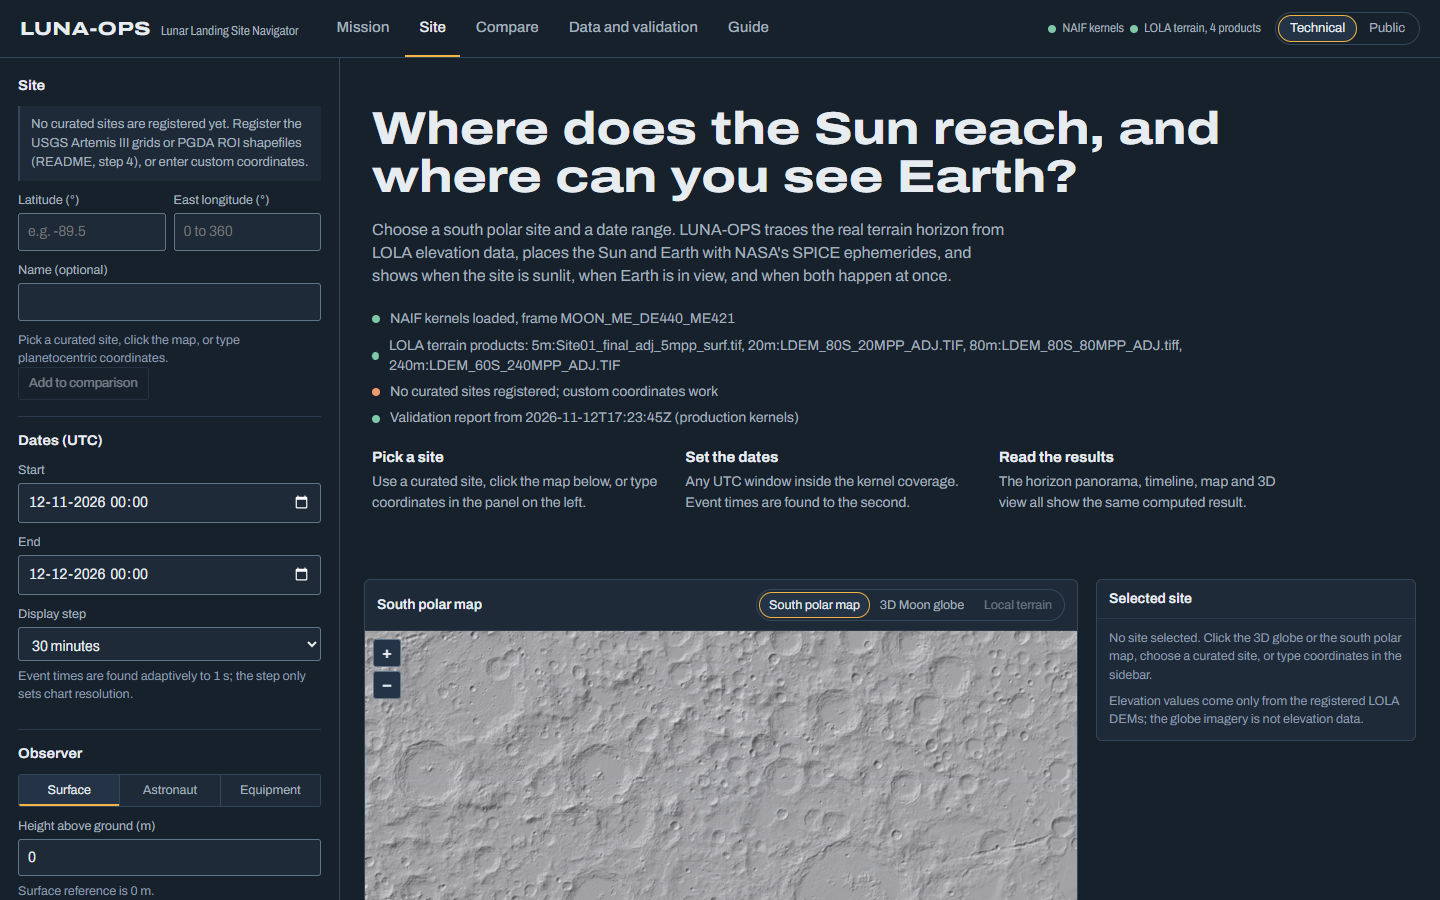 LUNA-OPS Lunar Landing Site Navigator Mission Site Compare Data and validation Guide NAIF kernels LOLA terrain, 4 products Technical Public
Site
No curated sites are registered yet. Register the
USGS Artemis III grids or PGDA ROI shapefiles
(README, step 4), or enter custom coordinates.
Latitude (°) East longitude (°)
e.g. -89.5 0 to 360
Name (optional)
Pick a curated site, click the map, or type
planetocentric coordinates.
Add to comparison
Dates (UTC)
Start
12-11-2026 00:00
End
12-12-2026 00:00
Display step
30 minutes
Event times are found adaptively to 1 s; the step only
sets chart resolution.
Observer
Surface Astronaut Equipment
Height above ground (m)
0
Surface reference is 0 m.
Where does the Sun reach, and
where can you see Earth?
Choose a south polar site and a date range. LUNA-OPS traces the real terrain horizon from
LOLA elevation data, places the Sun and Earth with NASA's SPICE ephemerides, and
shows when the site is sunlit, when Earth is in view, and when both happen at once.
NAIF kernels loaded, frame MOON_ME_DE440_ME421
LOLA terrain products: 5m:Site01_final_adj_5mpp_surf.tif, 20m:LDEM_80S_20MPP_ADJ.TIF, 80m:LDEM_80S_80MPP_ADJ.tiff,
240m:LDEM_60S_240MPP_ADJ.TIF
No curated sites registered; custom coordinates work
Validation report from 2026-11-12T17:23:45Z (production kernels)
Pick a site
Use a curated site, click the map below, or type
coordinates in the panel on the left.
Set the dates
Any UTC window inside the kernel coverage.
Event times are found to the second.
Read the results
The horizon panorama, timeline, map and 3D
view all show the same computed result.
South polar map South polar map 3D Moon globe Local terrain
+
−
Selected site
No site selected. Click the 3D globe or the south polar
map, choose a curated site, or type coordinates in the
sidebar.
Elevation values come only from the registered LOLA
DEMs; the globe imagery is not elevation data.